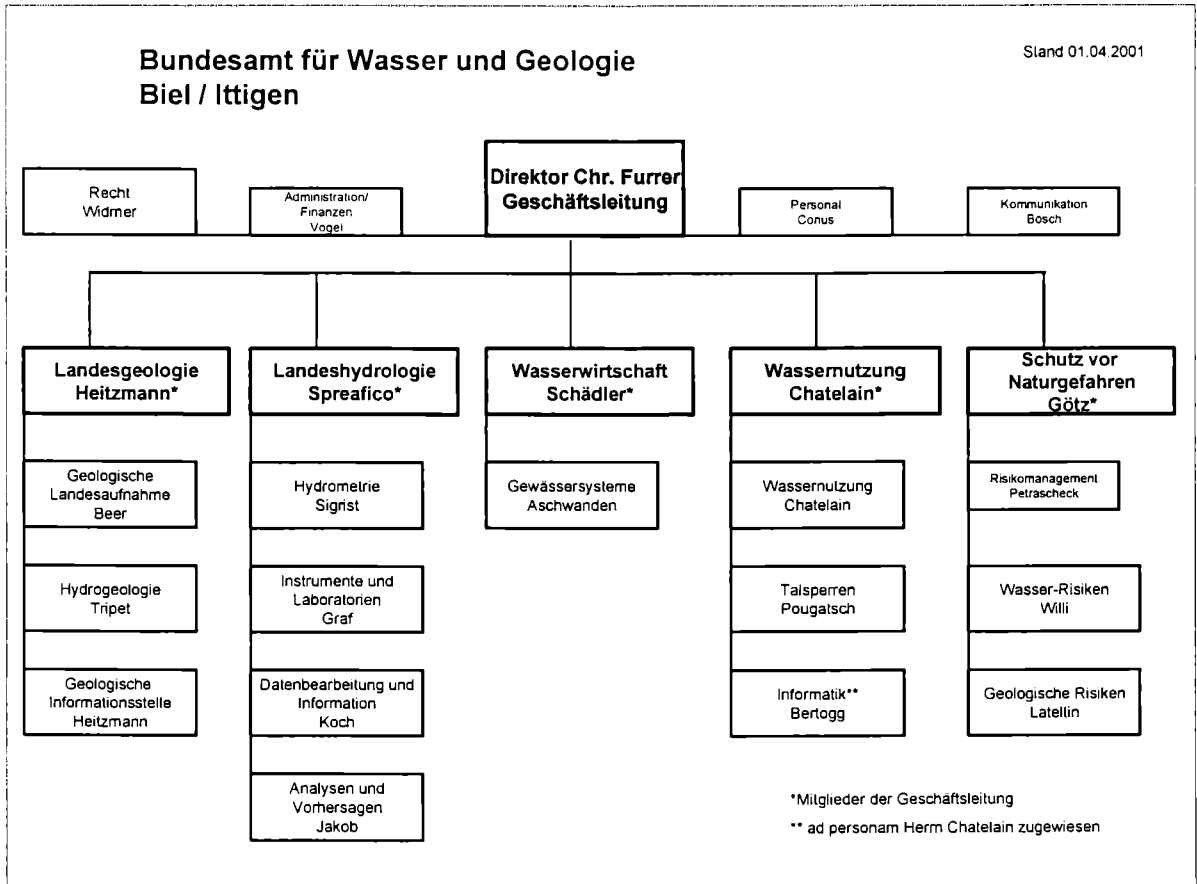 Bundesamt für Wasser und Geologie
Biel / Ittigen
Stand 01.04.2001
Recht
Widmer
Administration/
Finanzen
Vogel
Direktor Chr. Furrer
Geschäftsleitung
Personal
Conus
Kommunikation
Bosch
Landesgeologie
Heitzmann*
Landeshydrologie
Spreafico*
Wasserwirtschaft
Schädler*
Wassernutzung
Chatelain*
Schutz vor
Naturgefahren
Götz*
Geologische
Landesaufnahme
Beer
Hydrometrie
Sigrist
Gewässersysteme
Aschwanden
Wassernutzung
Chatelain
Risikomanagement
Petrascheck
Hydrogeologie
Tripet
Instrumente und
Laboratorien
Graf
Talsperren
Pougatsch
Wasser-Risiken
Willi
Geologische
Informationsstelle
Heitzmann
Datenbearbeitung und
Information
Koch
Informatik**
Bertogg
Geologische Risiken
Latellin
Analysen und
Vorhersagen
Jakob
*Mitglieder der Geschäftsleitung
** ad personam Herrn Chatelain zugewiesen